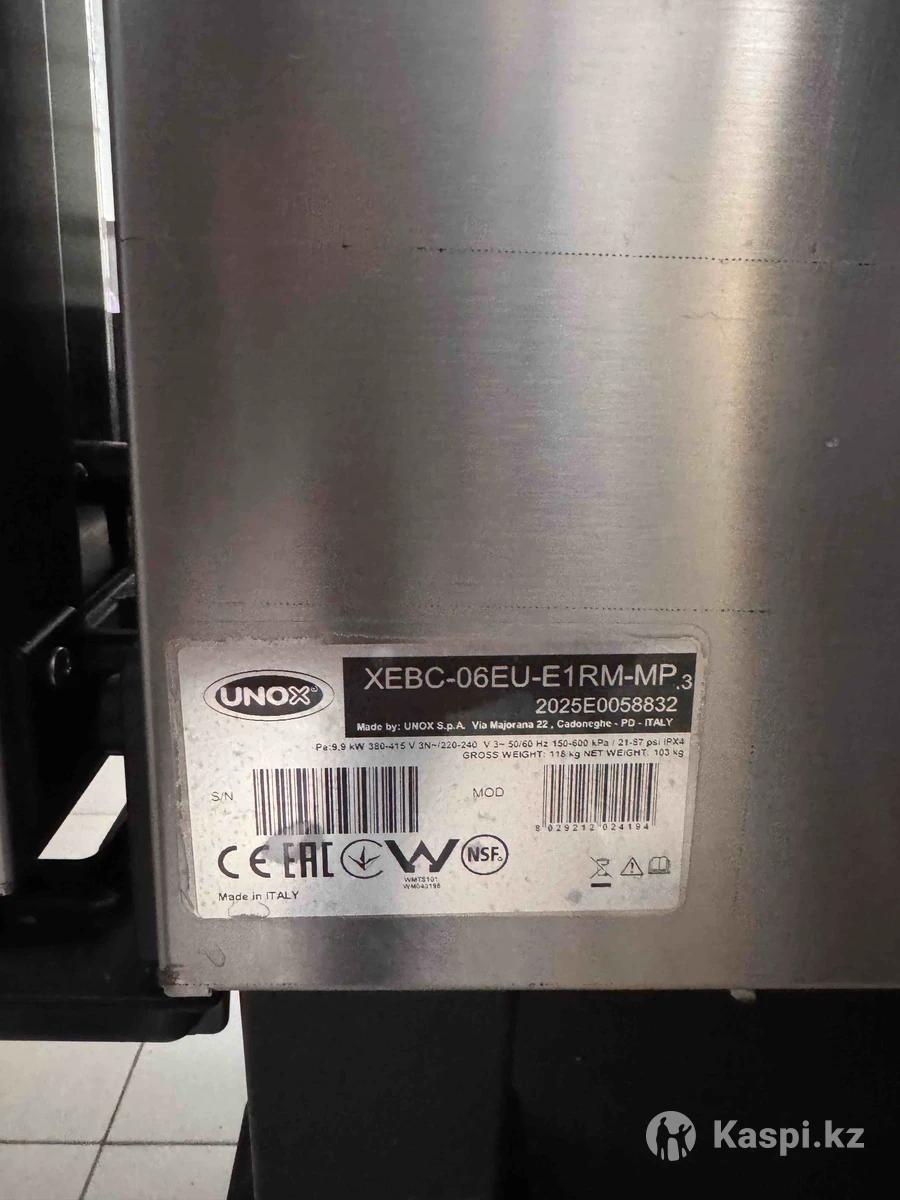 UNOX
XEBC-06EU-E1RM-MP.3
2025E0058832
Made by: UNOX S.p.A. Via Majorana 22 , Cadoneghe - PD - ITALY
Pe:9.9 kW 380-415 V 3N~/220-240 V 3~ 50/60 Hz 150-600 kPa / 21-87 psi IPX4
GROSS WEIGHT: 118 kg NET WEIGHT: 103 kg
S/N
MOD
8 029212 024194
CE EAC W NSF
WMTS101
WM040198
Made in ITALY
Kaspi.kz